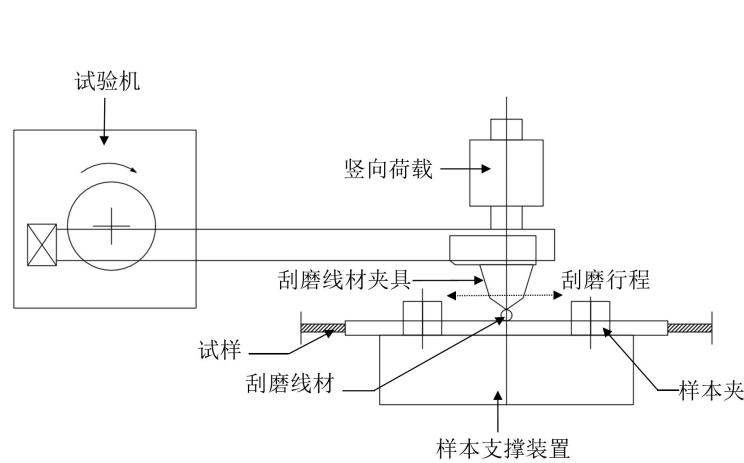 试验机
竖向荷载
刮磨线材夹具
刮磨行程
试样
刮磨线材
样本夹
样本支撑装置